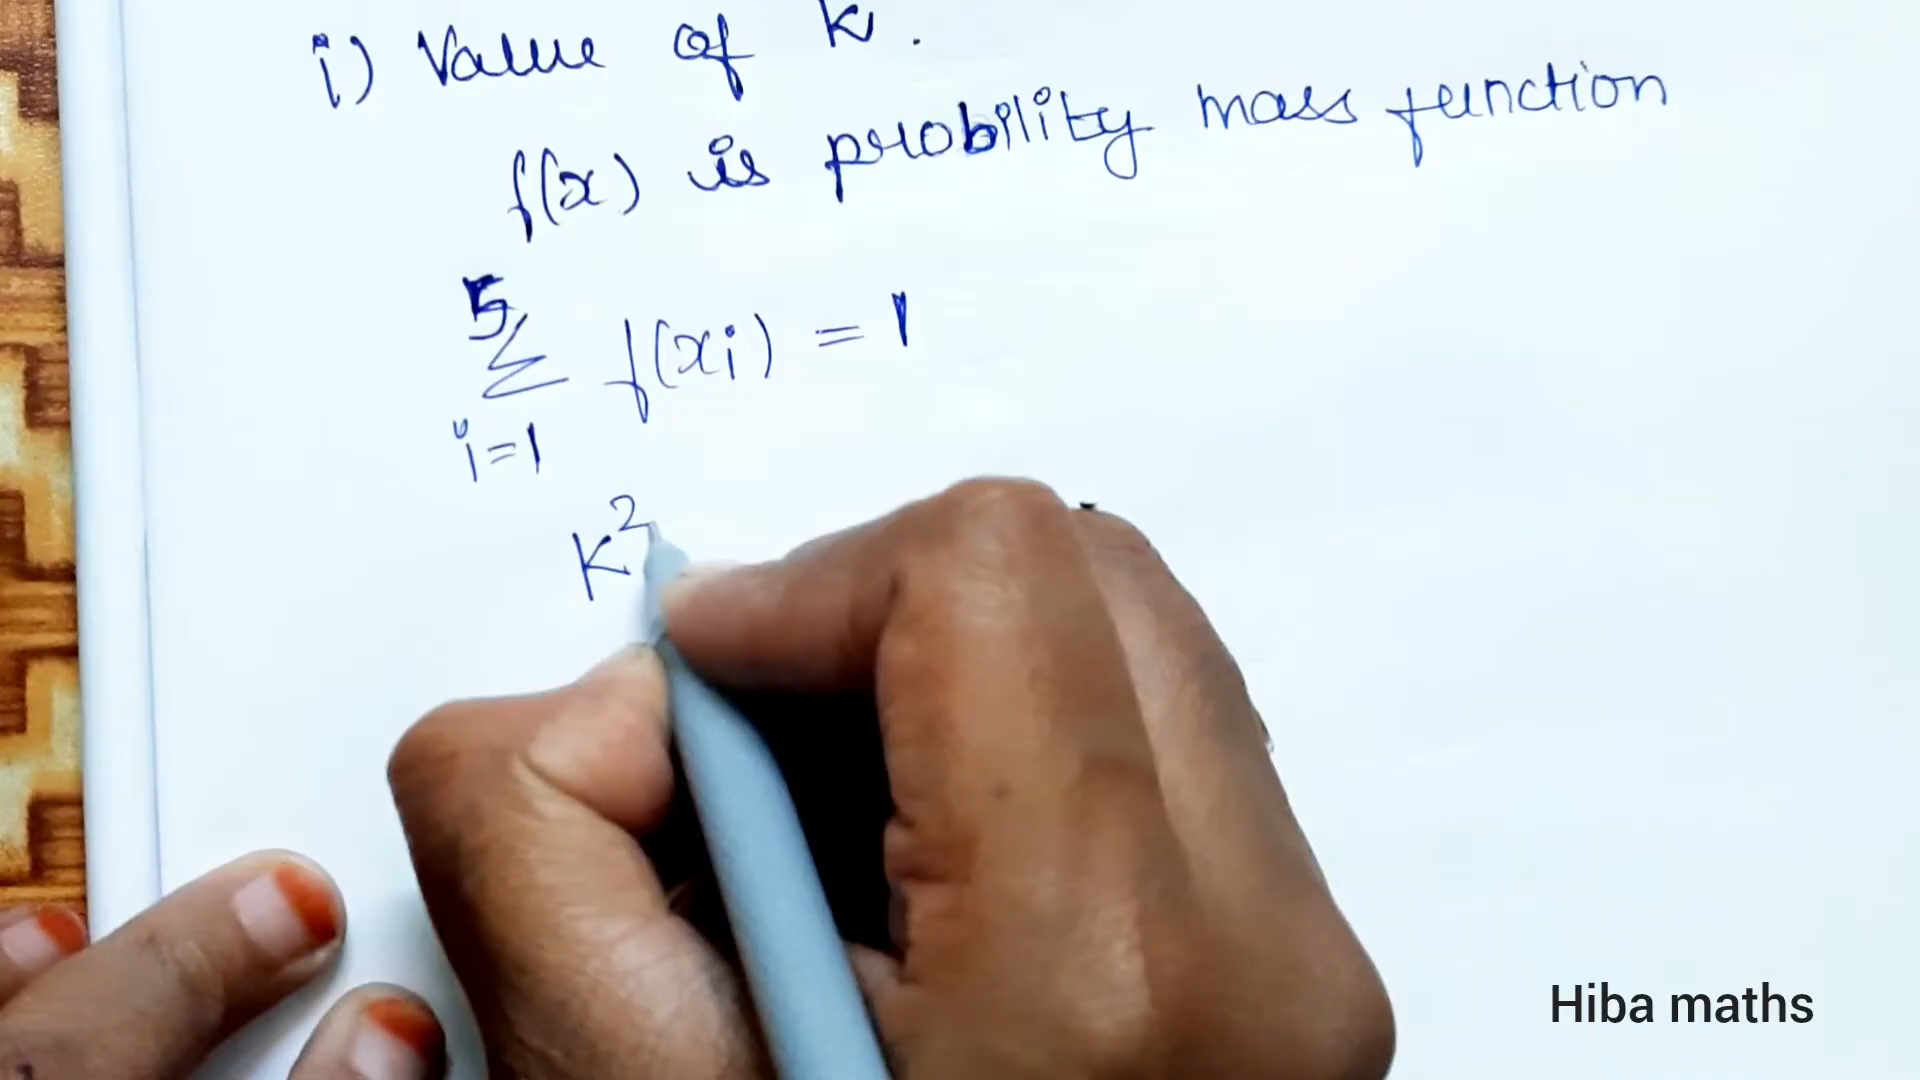 i) Value of k.
f(x) is probility mass function
5
Σ f(xi) = 1
i=1
K²
Hiba maths